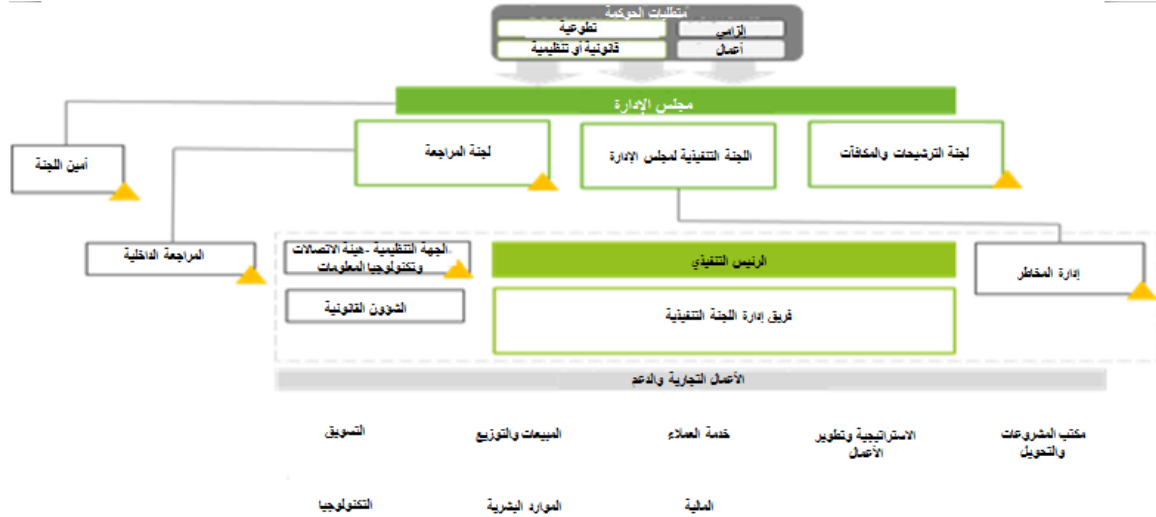 متطلبات الحوكمة
إلزامي
تطوعية
أعمال
قانونية أو تنظيمية
مجلس الإدارة
لجنة الترشيحات والمكافآت
اللجنة التنفيذية لمجلس الإدارة
لجنة المراجعة
أمين اللجنة
إدارة المخاطر
الرئيس التنفيذي
الجهة التنظيمية - هيئة الاتصالات
وتكنولوجيا المعلومات
المراجعة الداخلية
فريق إدارة اللجنة التنفيذية
الشؤون القانونية
الأعمال التجارية والدعم
مكتب المشروعات
والتحويل
الاستراتيجية وتطوير
الأعمال
خدمة العملاء
المبيعات والتوزيع
التسويق
المالية
الموارد البشرية
التكنولوجيا